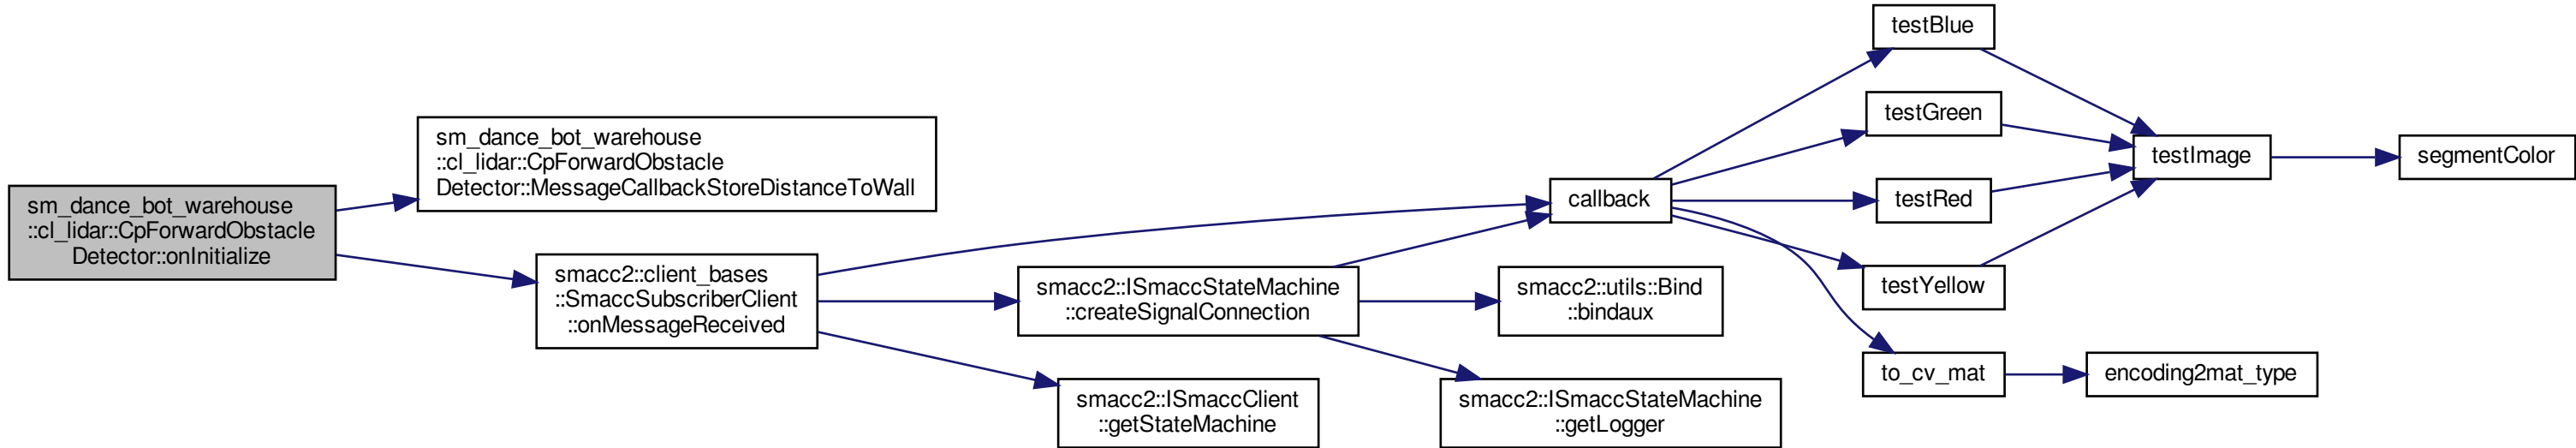 sm_dance_bot_warehouse
::cl_lidar::CpForwardObstacle
Detector::onInitialize
sm_dance_bot_warehouse
::cl_lidar::CpForwardObstacle
Detector::MessageCallbackStoreDistanceToWall
smacc2::client_bases
::SmaccSubscriberClient
::onMessageReceived
smacc2::ISmaccStateMachine
::createSignalConnection
smacc2::ISmaccClient
::getStateMachine
callback
smacc2::utils::Bind
::bindaux
smacc2::ISmaccStateMachine
::getLogger
testBlue
testGreen
testRed
testYellow
to_cv_mat
testImage
encoding2mat_type
segmentColor